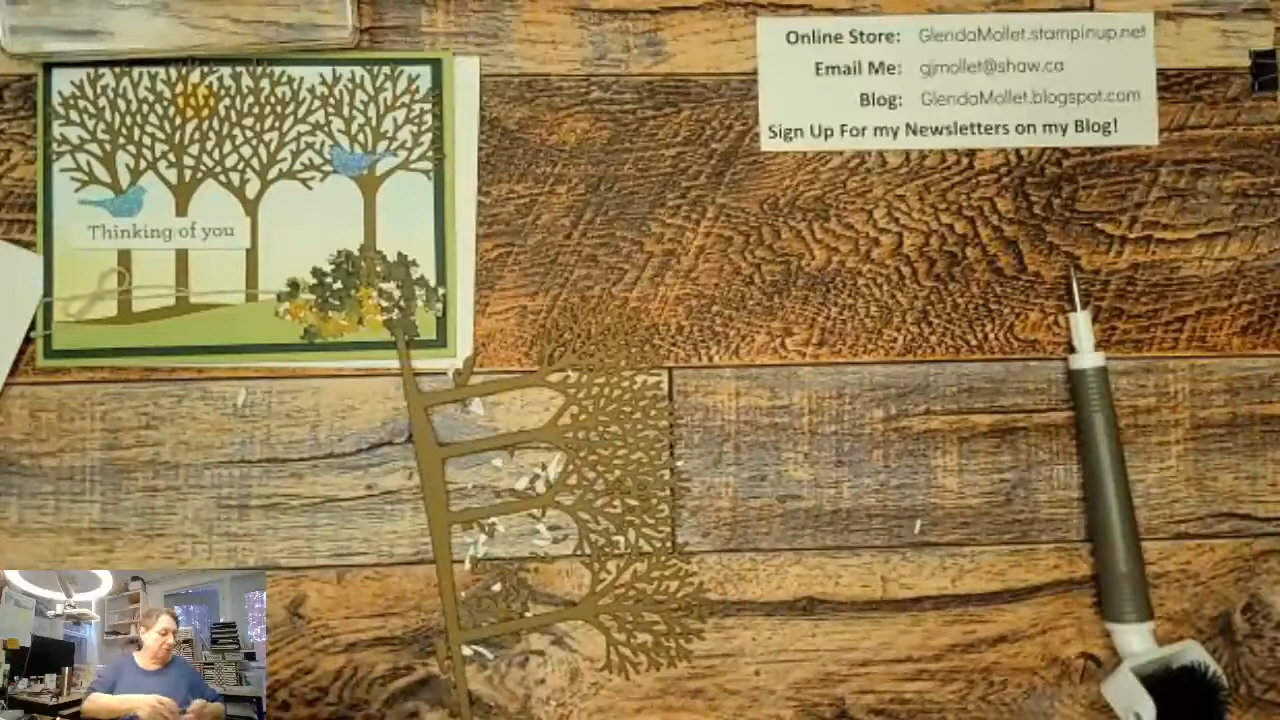 Online Store: GlendaMollet.stampinup.net
Email Me: gjmollet@shaw.ca
Blog: GlendaMollet.blogspot.com
Sign Up For my Newsletters on my Blog!
Thinking of you